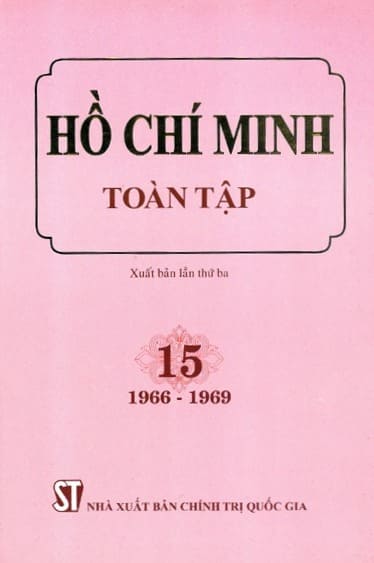 HỒ CHÍ MINH
TOÀN TẬP
Xuất bản lần thứ ba
15
1966 - 1969
ST NHÀ XUẤT BẢN CHÍNH TRỊ QUỐC GIA